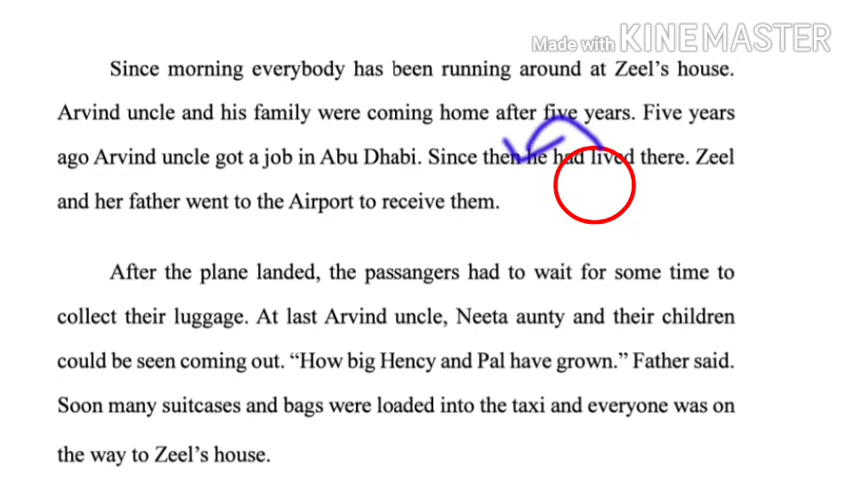 Made with KINEMASTER
Since morning everybody has been running around at Zeel's house.
Arvind uncle and his family were coming home after five years. Five years
ago Arvind uncle got a job in Abu Dhabi. Since then he had lived there. Zeel
and her father went to the Airport to receive them.
After the plane landed, the passangers had to wait for some time to
collect their luggage. At last Arvind uncle, Neeta aunty and their children
could be seen coming out. “How big Hency and Pal have grown.” Father said.
Soon many suitcases and bags were loaded into the taxi and everyone was on
the way to Zeel's house.